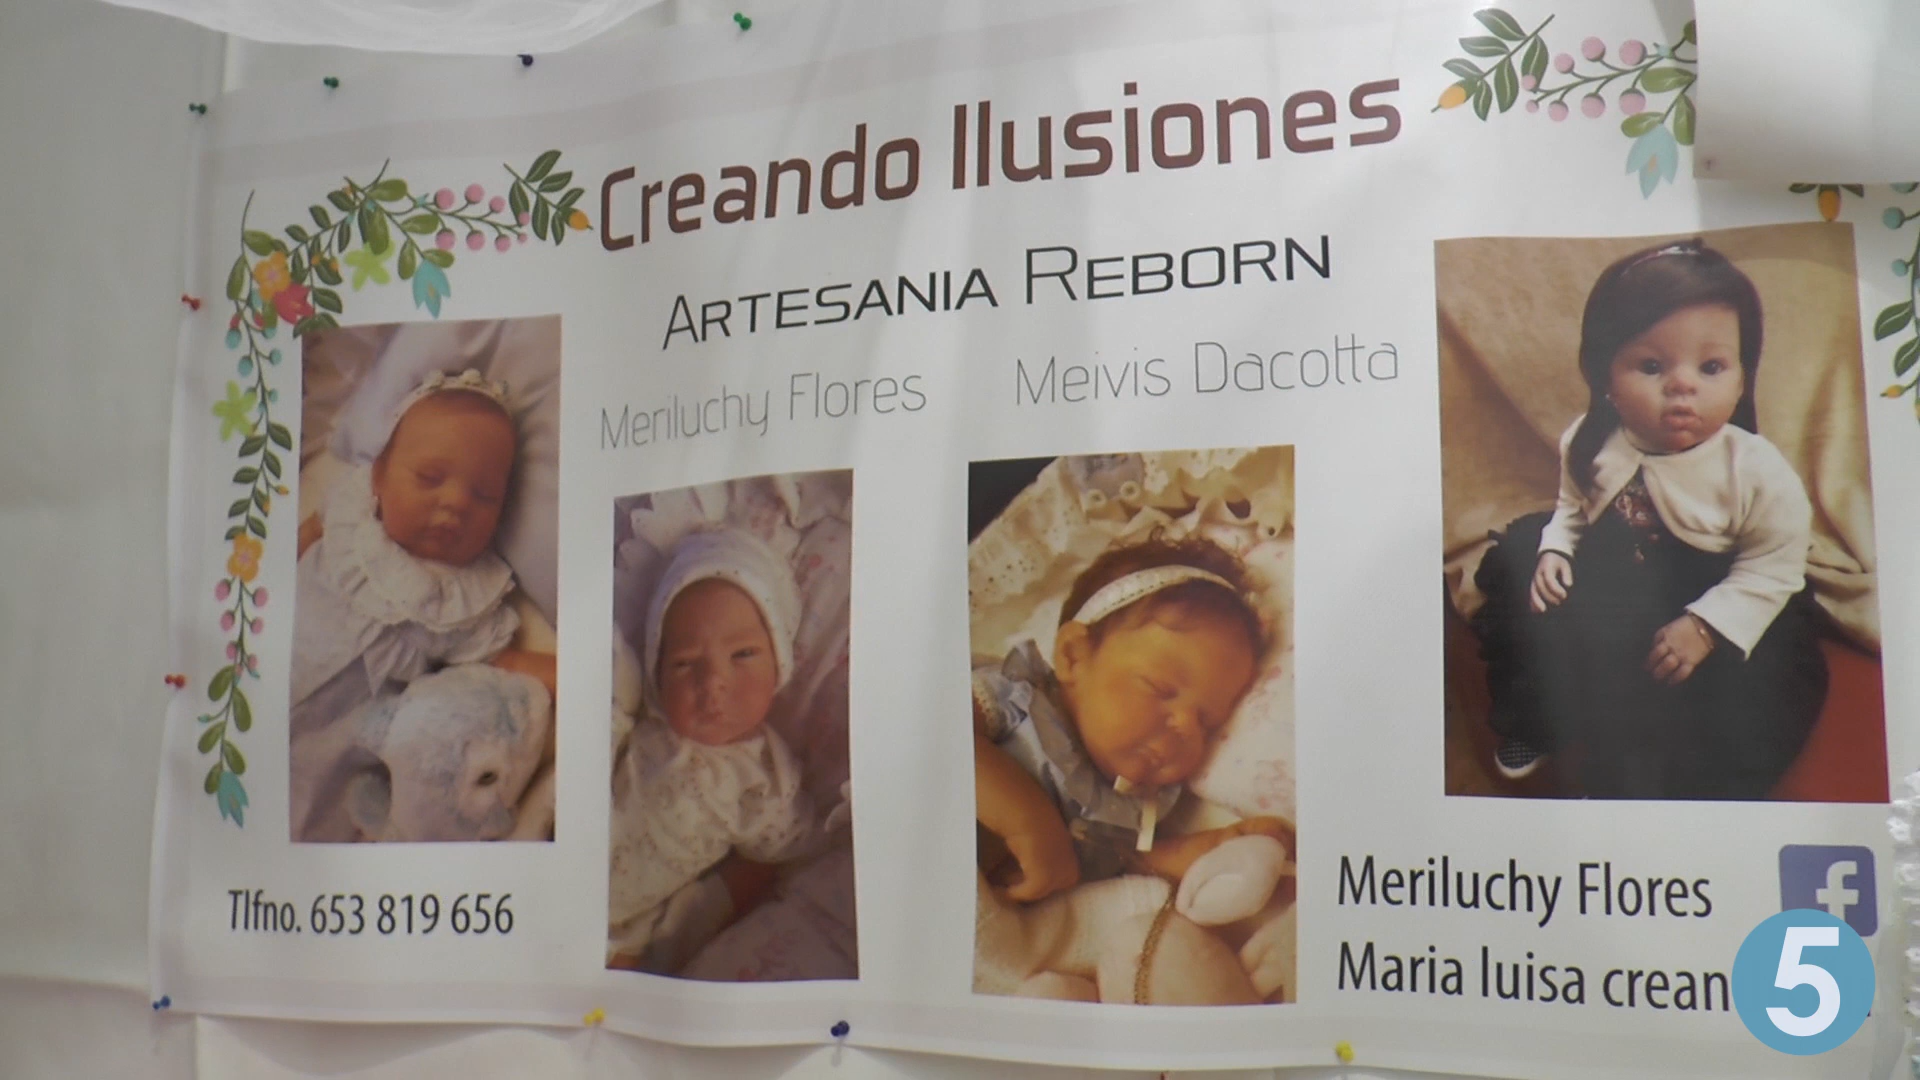 Creando Ilusiones
ARTESANIA REBORN
Meriluchy Flores Meivis Dacotta
Tlfno. 653 819 656
Meriluchy Flores f
Maria luisa crean
5